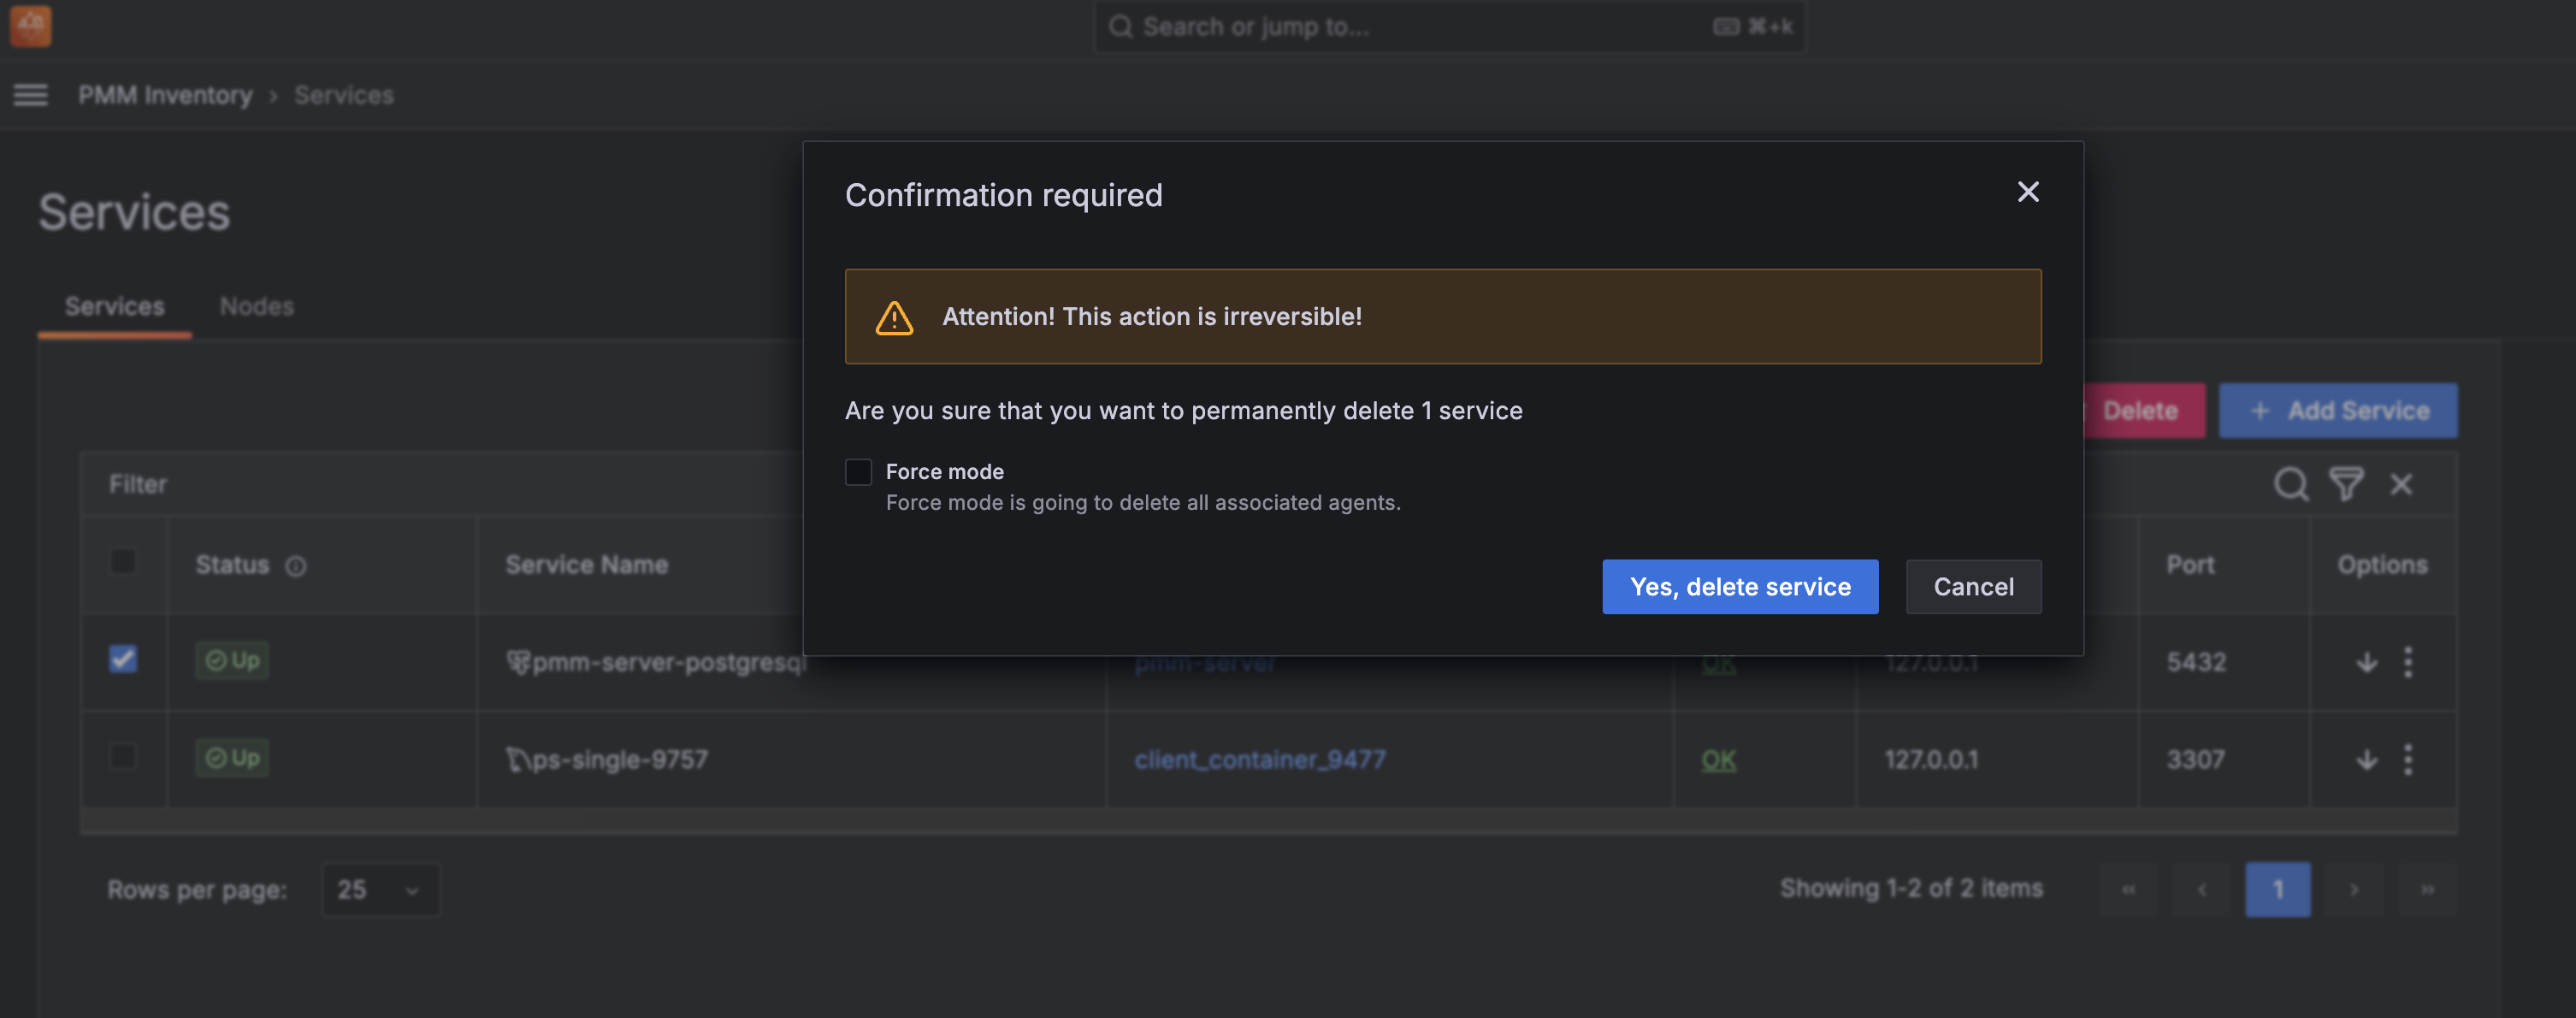 Search or jump to...
⌘+k
PMM Inventory › Services
Confirmation required
Services
Attention! This action is irreversible!
Services Nodes
Are you sure that you want to permanently delete 1 service
Delete
+ Add Service
Force mode
Filter
Force mode is going to delete all associated agents.
Status
Service Name
Port
Options
Yes, delete service
Cancel
Up
pmm-server-postgresql
pmm-server
OK
127.0.0.1
5432
Up
ps-single-9757
client_container_9477
OK
127.0.0.1
3307
Rows per page:
25
Showing 1-2 of 2 items
« ‹ 1 › »